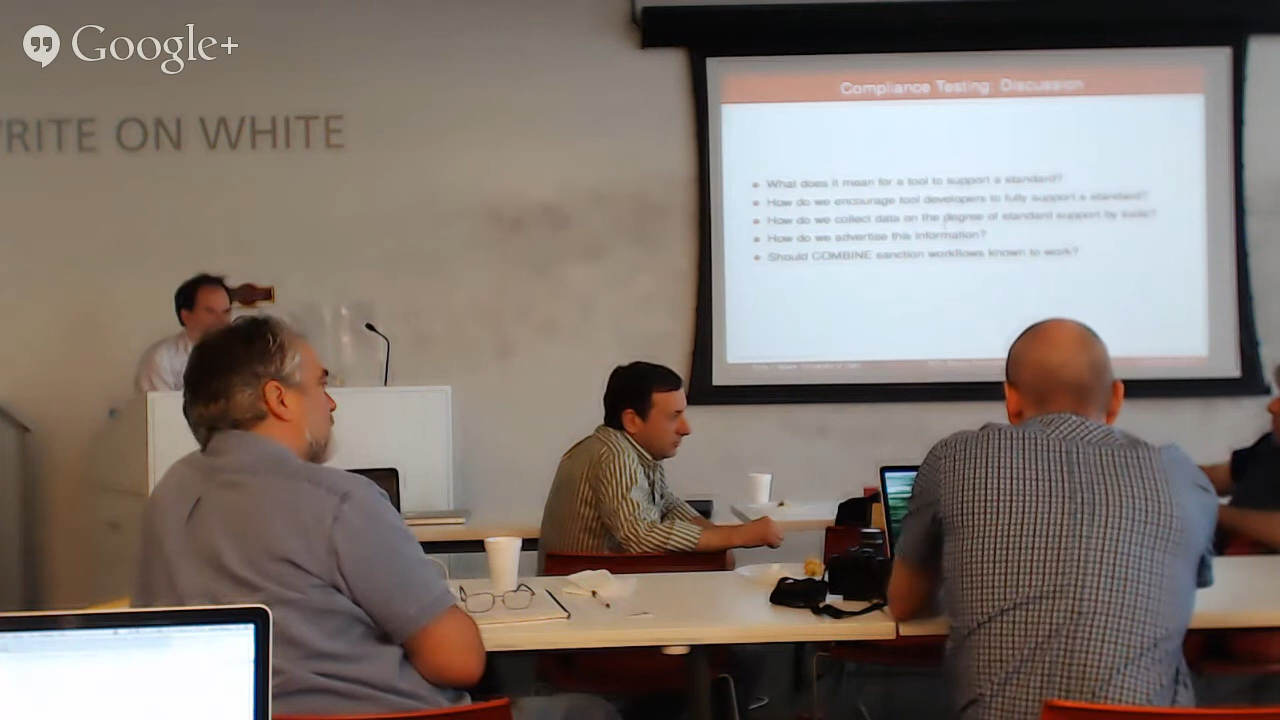 Google+
RITE ON WHITE
Compliance Testing: Discussion
What does it mean for a tool to support a standard?
How do we encourage tool developers to fully support a standard?
How do we collect data on the degree of standard support by tools?
How do we advertise this information?
Should COMBINE sanction workflows known to work?